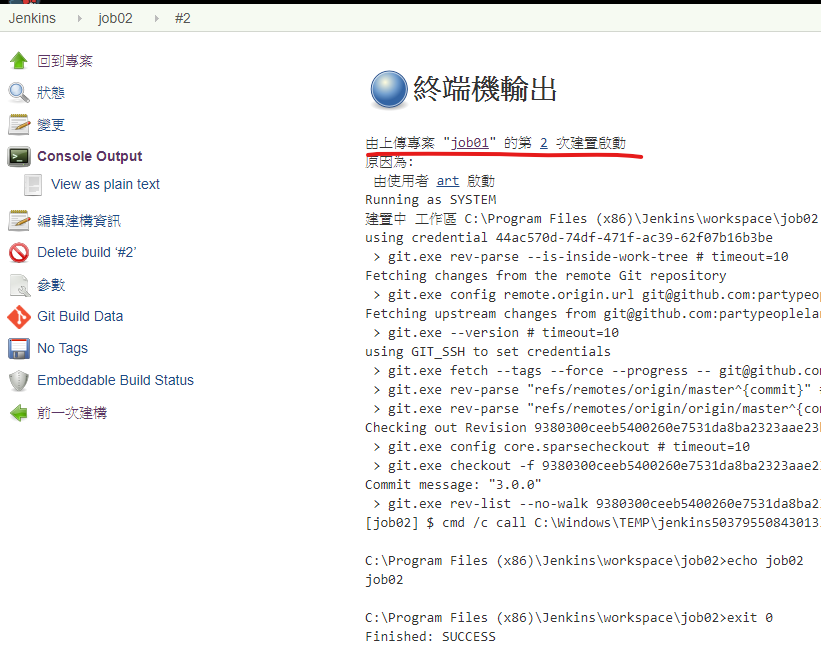 Jenkins
job02
#2
回到專案
狀態
變更
Console Output
View as plain text
編輯建構資訊
Delete build ‘#2’
參數
Git Build Data
No Tags
Embeddable Build Status
前一次建構
終端機輸出
由上傳專案 "job01" 的第 2 次建置啟動
原因為:
由使用者 art 啟動
Running as SYSTEM
建置中 工作區 C:\Program Files (x86)\Jenkins\workspace\job02
using credential 44ac570d-74df-471f-ac39-62f07b16b3be
> git.exe rev-parse --is-inside-work-tree # timeout=10
Fetching changes from the remote Git repository
> git.exe config remote.origin.url git@github.com:partypeop
Fetching upstream changes from git@github.com:partypeoplela
> git.exe --version # timeout=10
using GIT_SSH to set credentials
> git.exe fetch --tags --force --progress -- git@github.co
> git.exe rev-parse "refs/remotes/origin/master^{commit}"
> git.exe rev-parse "refs/remotes/origin/origin/master^{co
Checking out Revision 9380300ceeb5400260e7531da8ba2323aae23
> git.exe config core.sparsecheckout # timeout=10
> git.exe checkout -f 9380300ceeb5400260e7531da8ba2323aae2
Commit message: "3.0.0"
> git.exe rev-list --no-walk 9380300ceeb5400260e7531da8ba2
[job02] $ cmd /c call C:\Windows\TEMP\jenkins50379550843013
C:\Program Files (x86)\Jenkins\workspace\job02>echo job02
job02
C:\Program Files (x86)\Jenkins\workspace\job02>exit 0
Finished: SUCCESS